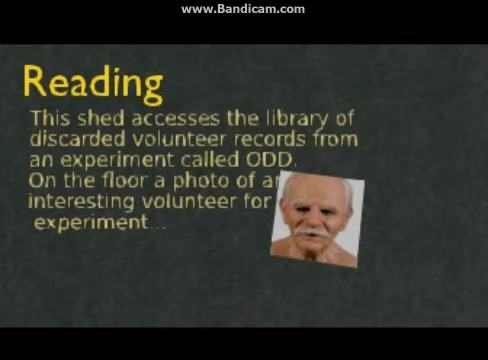 www.Bandicam.com
Reading
This shed accesses the library of
discarded volunteer records from
an experiment called ODD.
On the floor a photo of
interesting volunteer for
experiment...